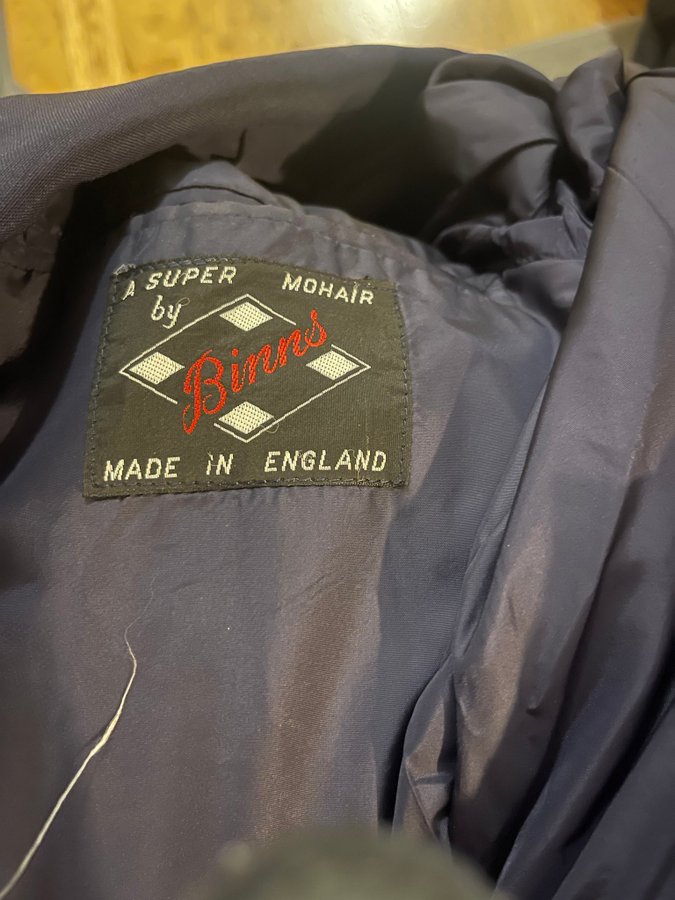 A SUPER MOHAIR
by
Binns
MADE IN ENGLAND